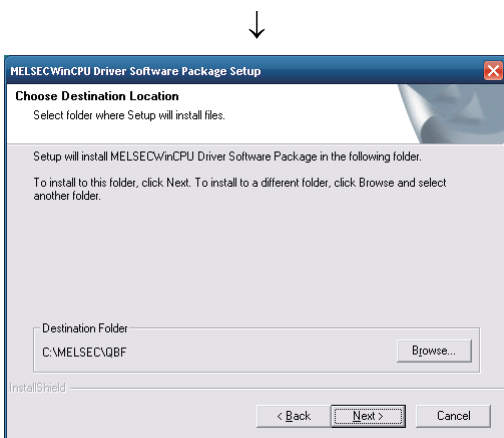 ↓
MELSECWinCPU Driver Software Package Setup
Choose Destination Location
Select folder where Setup will install files.
Setup will install MELSECWinCPU Driver Software Package in the following folder.
To install to this folder, click Next. To install to a different folder, click Browse and select
another folder.
Destination Folder
C:\MELSEC\QBF
Browse...
InstallShield
< Back
Next >
Cancel